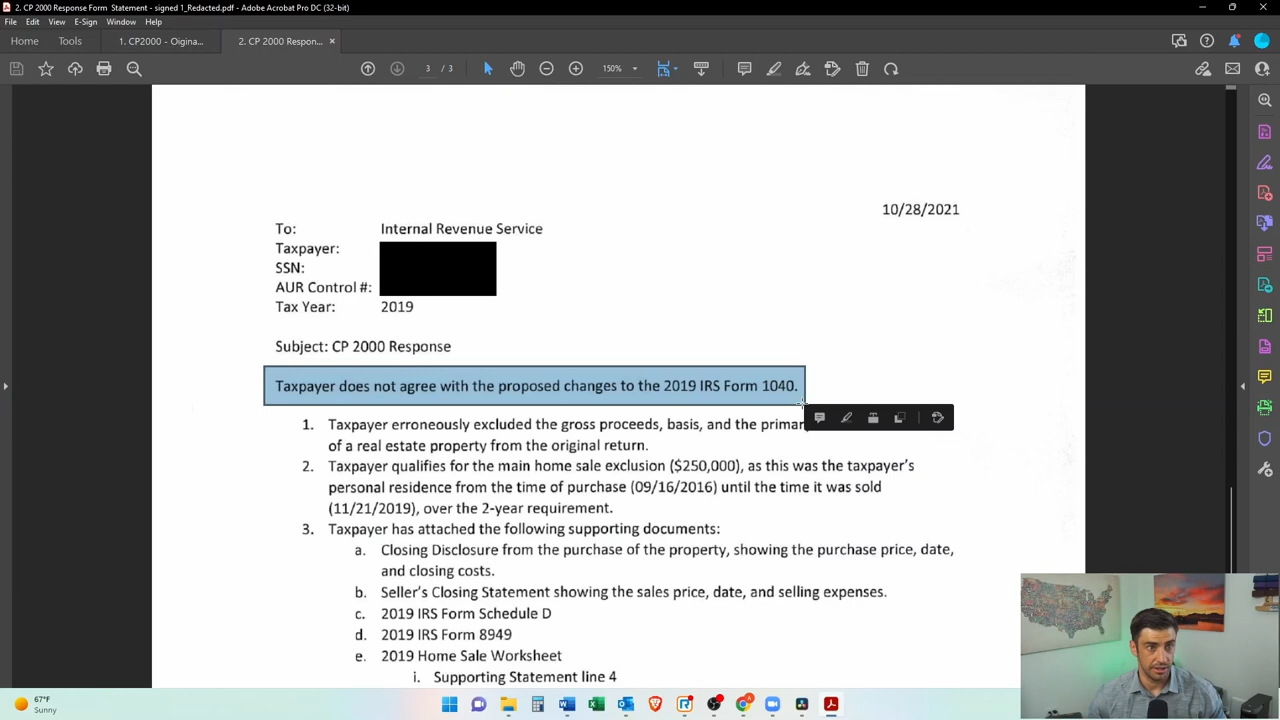 2. CP 2000 Response Form Statement - signed 1_Redacted.pdf - Adobe Acrobat Pro DC (32-bit)
File Edit View E-Sign Window Help
Home Tools 1. CP2000 - Oigina... 2. CP 2000 Respon... ×
3 / 3 150%
10/28/2021
To: Internal Revenue Service
Taxpayer:
SSN:
AUR Control #:
Tax Year: 2019
Subject: CP 2000 Response
Taxpayer does not agree with the proposed changes to the 2019 IRS Form 1040.
1. Taxpayer erroneously excluded the gross proceeds, basis, and the
of a real estate property from the original return.
2. Taxpayer qualifies for the main home sale exclusion ($250,000), as this was the taxpayer's
personal residence from the time of purchase (09/16/2016) until the time it was sold
(11/21/2019), over the 2-year requirement.
3. Taxpayer has attached the following supporting documents:
a. Closing Disclosure from the purchase of the property, showing the purchase price, date,
and closing costs.
b. Seller's Closing Statement showing the sales price, date, and selling expenses.
c. 2019 IRS Form Schedule D
d. 2019 IRS Form 8949
e. 2019 Home Sale Worksheet
i. Supporting Statement line 4
67°F
Sunny